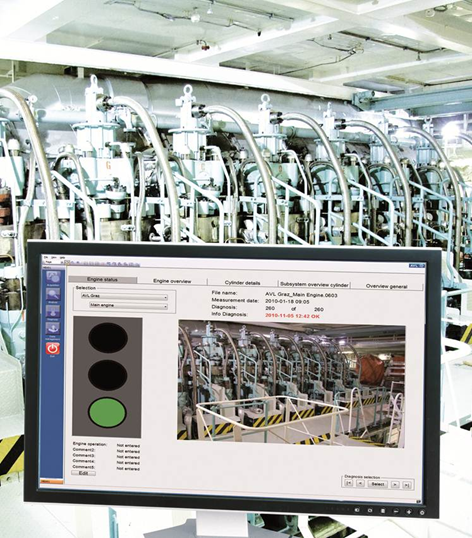 Engine status
Engine overview
Cylinder details
Subsystem overview cylinder
Overview general
Selection
AVL Graz
Main engine
File name: AVL Graz_Main Engine,0603
Measurement date: 2010-01-18 09:05
Diagnosis: 260 of 260
Info Diagnosis: 2010-11-05 12:42 OK
Engine operation: Not entered
Comment2: Not entered
Comment3: Not entered
Comment4: Not entered
Comment5: Not entered
Edit
Diagnosis selection
Select